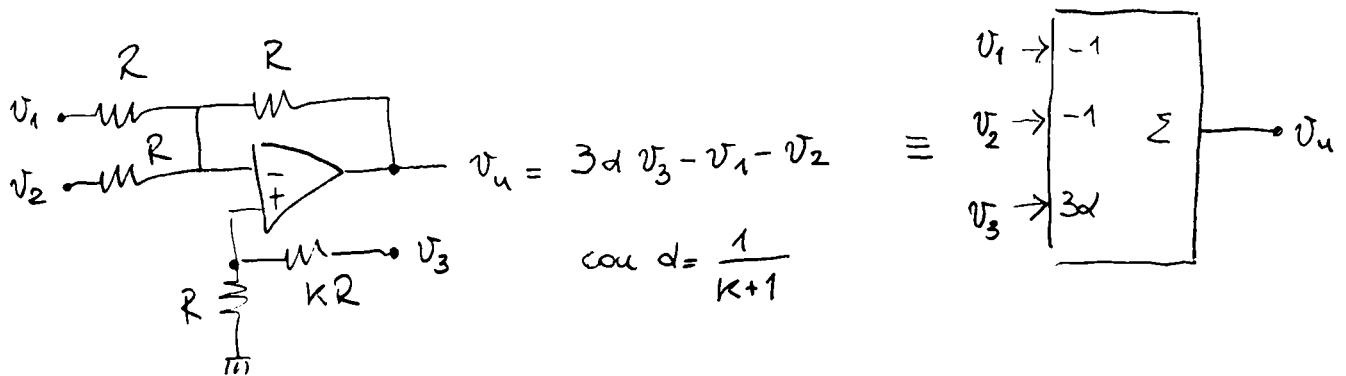 R
R
v₁
R
v₂
−
+
v₃
KR
R
vᵤ = 3α v₃ − v₁ − v₂
con α = 1/(K+1)
≡
v₁ → −1
v₂ → −1
Σ
vᵤ
v₃ → 3α